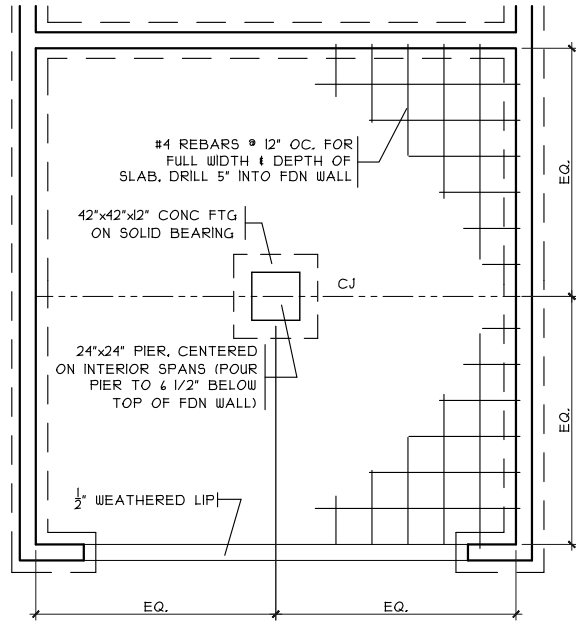 #4 REBARS @ 12" OC. FOR
FULL WIDTH & DEPTH OF
SLAB, DRILL 5" INTO FDN WALL
EQ.
42"x42"x12" CONC FTG
ON SOLID BEARING
CJ
24"x24" PIER, CENTERED
ON INTERIOR SPANS (POUR
PIER TO 6 1/2" BELOW
TOP OF FDN WALL)
EQ.
1/2" WEATHERED LIP
EQ.
EQ.